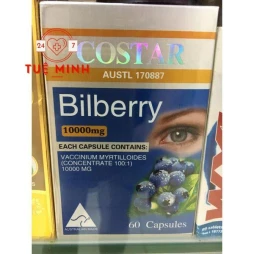 24 7
TUỆ MINH
COSTAR
AUSTL 170887
Bilberry
10000mg
EACH CAPSULE CONTAINS:
VACCINIUM MYRTILLOIDES
(CONCENTRATE 100:1)
10000 MG
60 Capsules